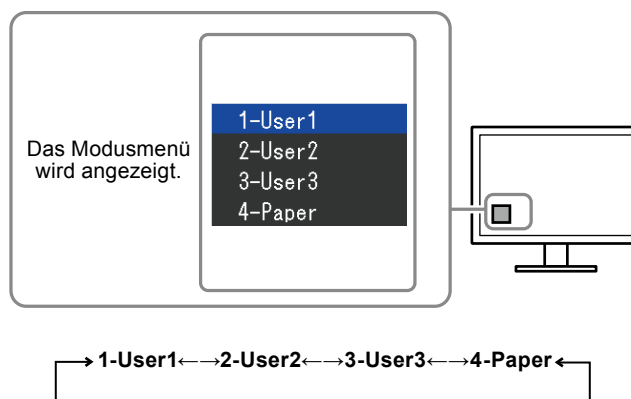 Das Modusmenü
wird angezeigt.
1-User1
2-User2
3-User3
4-Paper
1-User1←→2-User2←→3-User3←→4-Paper